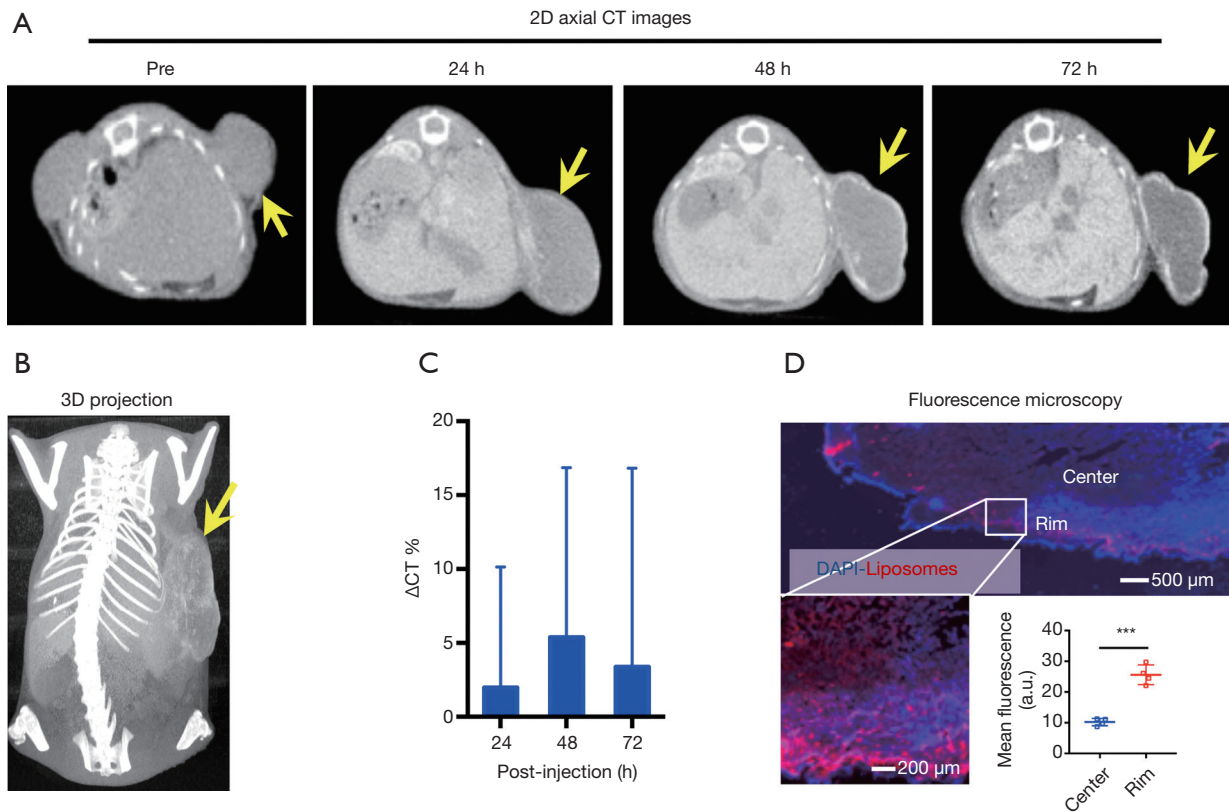 A
2D axial CT images
Pre
24 h
48 h
72 h
B
3D projection
C
20
15
10
5
0
ΔCT %
24
48
72
Post-injection (h)
D
Fluorescence microscopy
Center
Rim
DAPI-Liposomes
500 µm
200 µm
Mean fluorescence
(a.u.)
40
30
20
10
0
***
Center
Rim